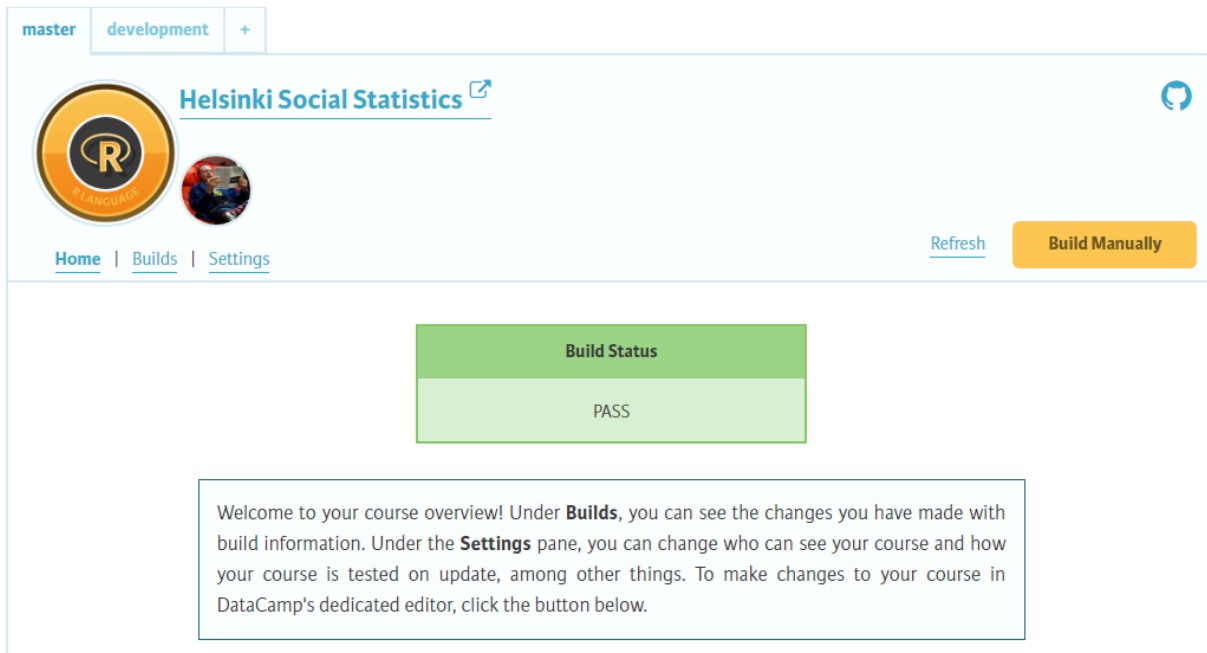 master development +
Helsinki Social Statistics
R
R LANGUAGE
Home | Builds | Settings
Refresh Build Manually
Build Status
PASS
Welcome to your course overview! Under Builds, you can see the changes you have made with
build information. Under the Settings pane, you can change who can see your course and how
your course is tested on update, among other things. To make changes to your course in
DataCamp's dedicated editor, click the button below.